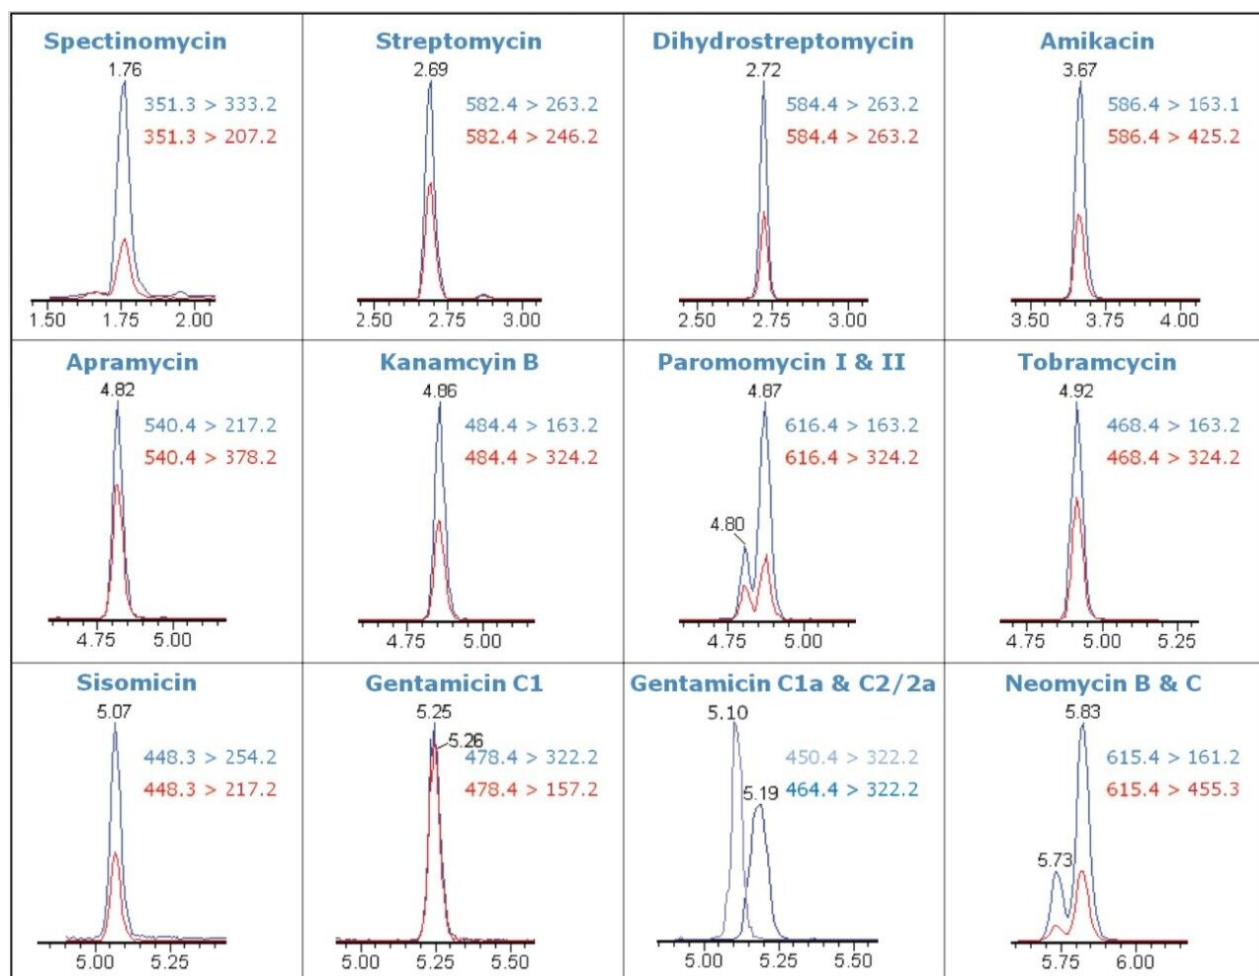 Spectinomycin
1.76
351.3 > 333.2
351.3 > 207.2
1.50 1.75 2.00
Streptomycin
2.69
582.4 > 263.2
582.4 > 246.2
2.50 2.75 3.00
Dihydrostreptomycin
2.72
584.4 > 263.2
584.4 > 263.2
2.50 2.75 3.00
Amikacin
3.67
586.4 > 163.1
586.4 > 425.2
3.50 3.75 4.00
Apramycin
4.82
540.4 > 217.2
540.4 > 378.2
4.75 5.00
Kanamcyin B
4.86
484.4 > 163.2
484.4 > 324.2
4.75 5.00
Paromomycin I & II
4.87
616.4 > 163.2
616.4 > 324.2
4.80
4.75 5.00
Tobramcycin
4.92
468.4 > 163.2
468.4 > 324.2
4.75 5.00 5.25
Sisomicin
5.07
448.3 > 254.2
448.3 > 217.2
5.00 5.25
Gentamicin C1
5.25
5.26
478.4 > 322.2
478.4 > 157.2
5.00 5.25 5.50
Gentamicin C1a & C2/2a
5.10
450.4 > 322.2
464.4 > 322.2
5.19
5.00 5.25 5.50
Neomycin B & C
5.83
615.4 > 161.2
615.4 > 455.3
5.73
5.75 6.00